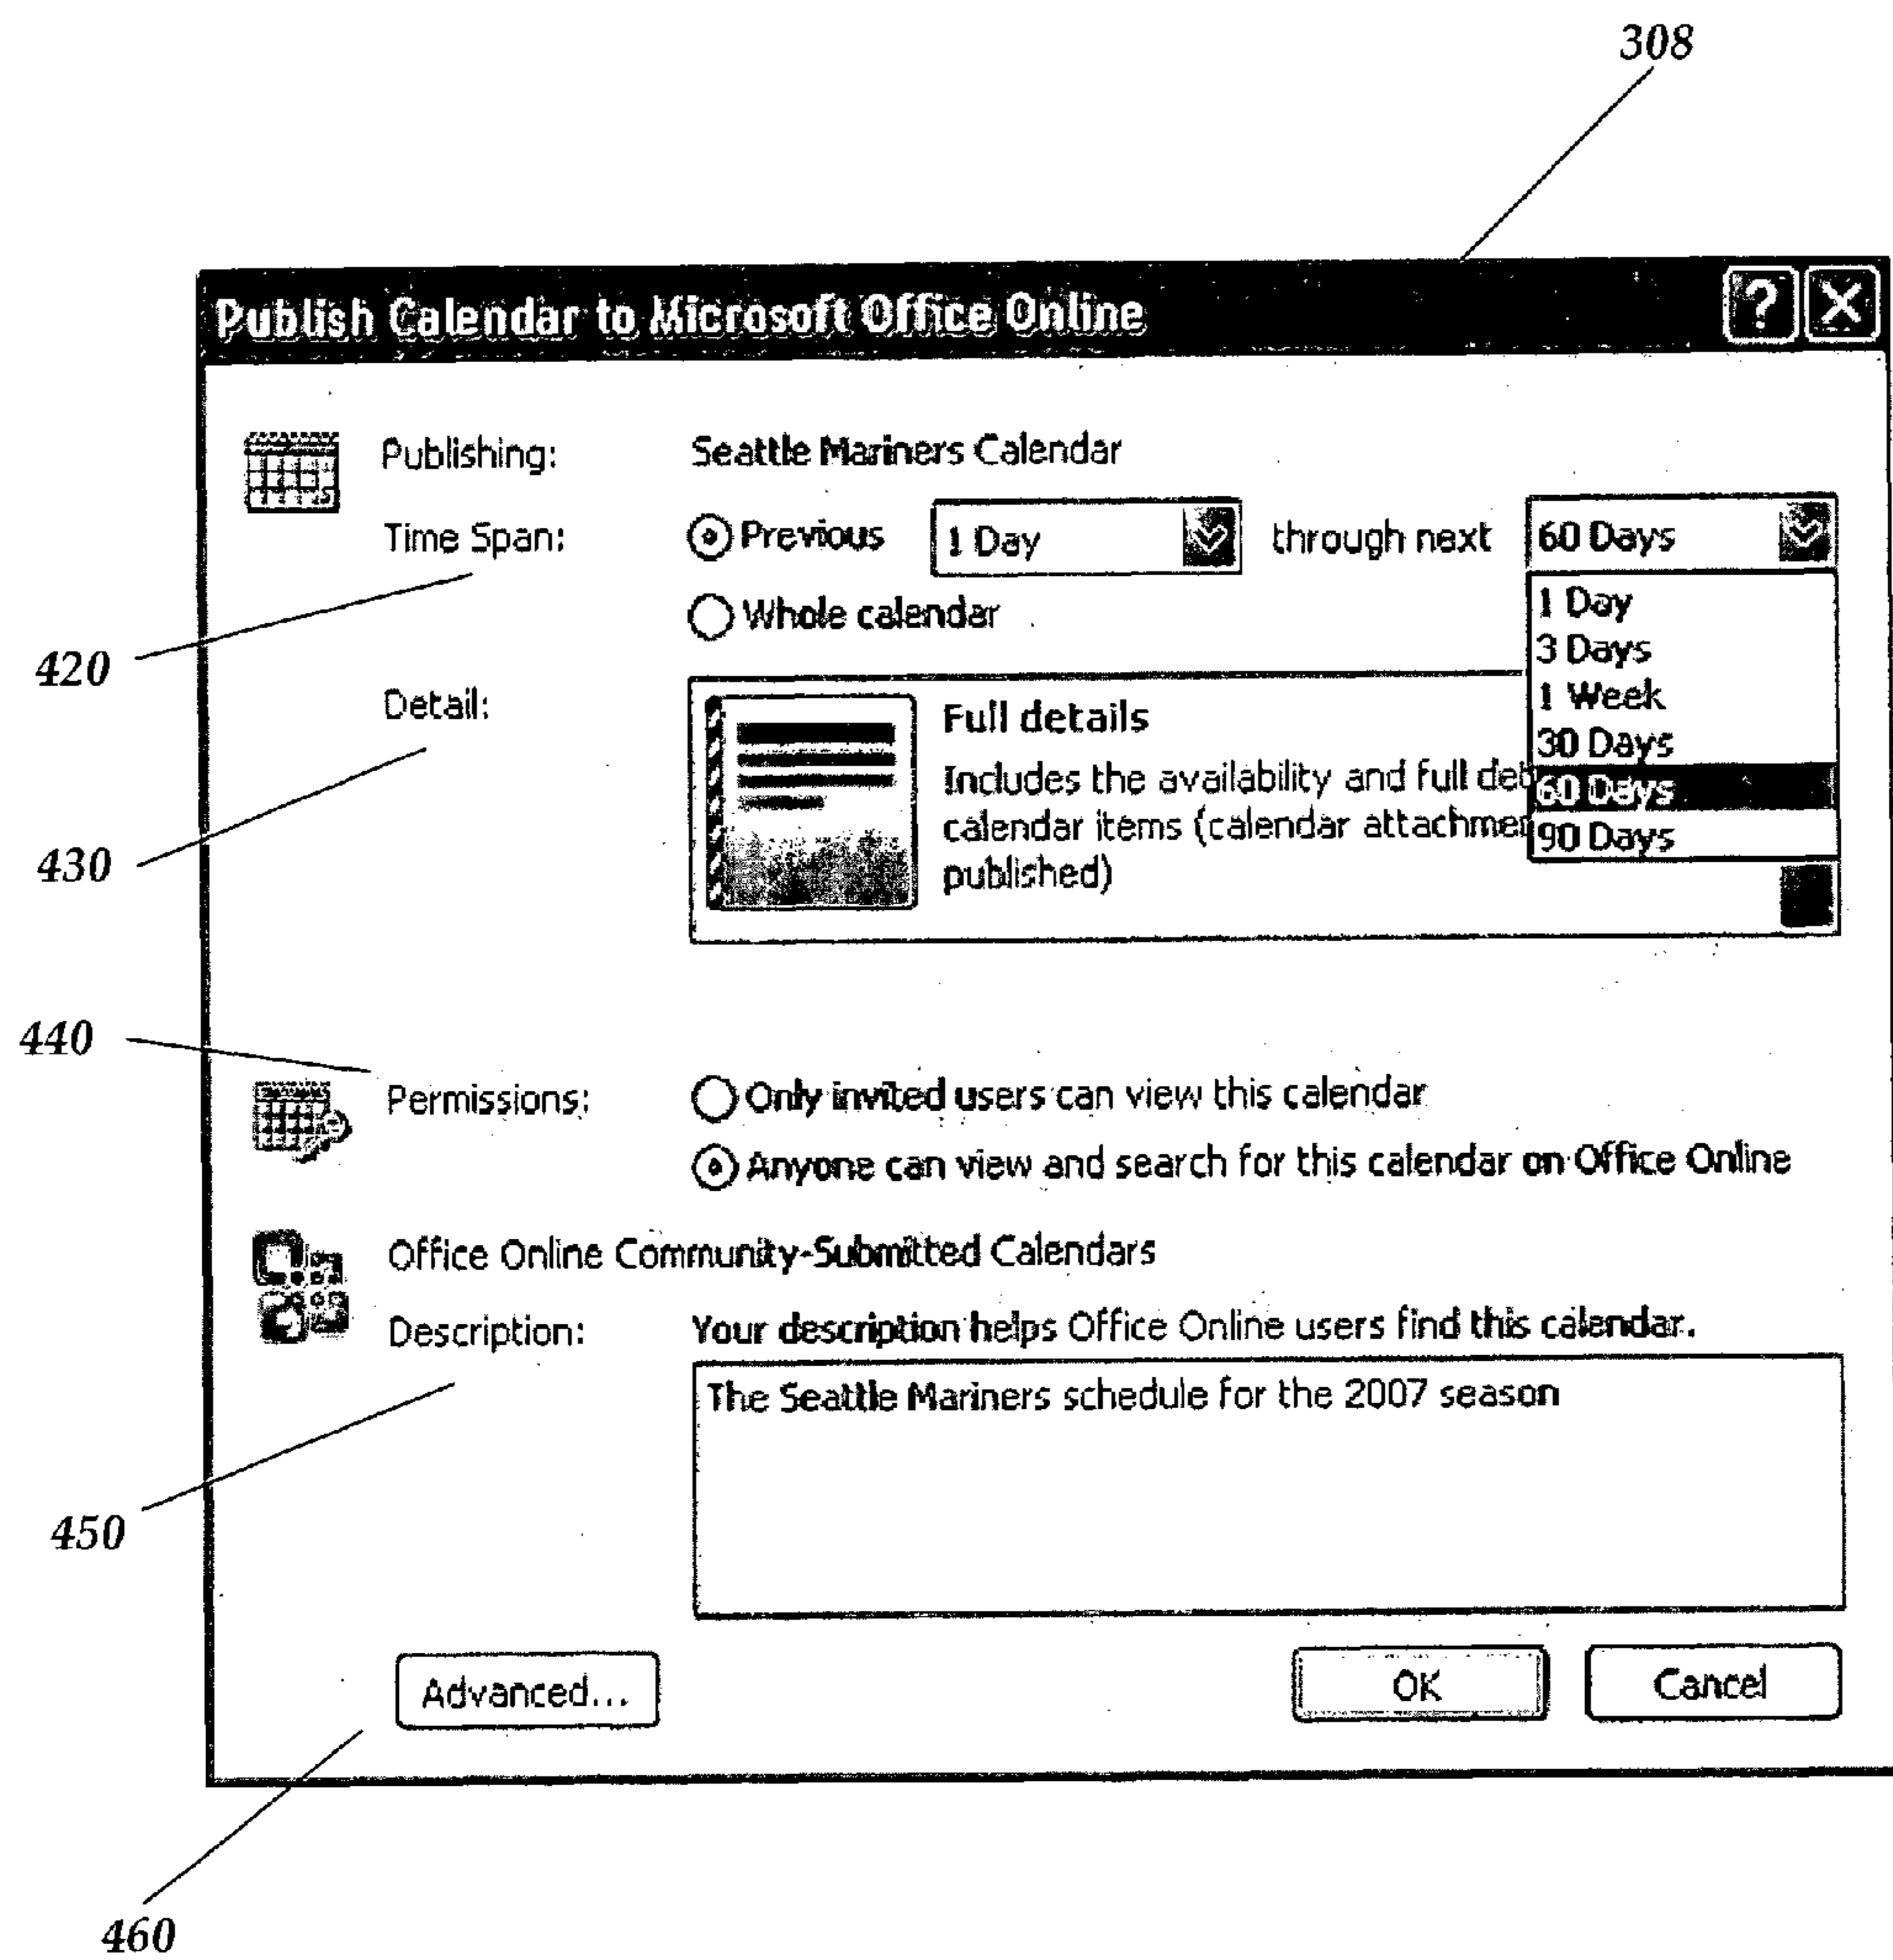 308
Publish Calendar to Microsoft Office Online
Publishing: Seattle Mariners Calendar
Time Span: Previous 1 Day through next 60 Days
1 Day
Whole calendar
3 Days
420
1 Week
Detail: Full details
30 Days
Includes the availability and full
60 Days
calendar items (calendar
90 Days
430
published)
440
Permissions: Only invited users can view this calendar
Anyone can view and search for this calendar on Office Online
Office Online Community-Submitted Calendars
Description: Your description helps Office Online users find this calendar.
The Seattle Mariners schedule for the 2007 season
450
Advanced... OK Cancel
460